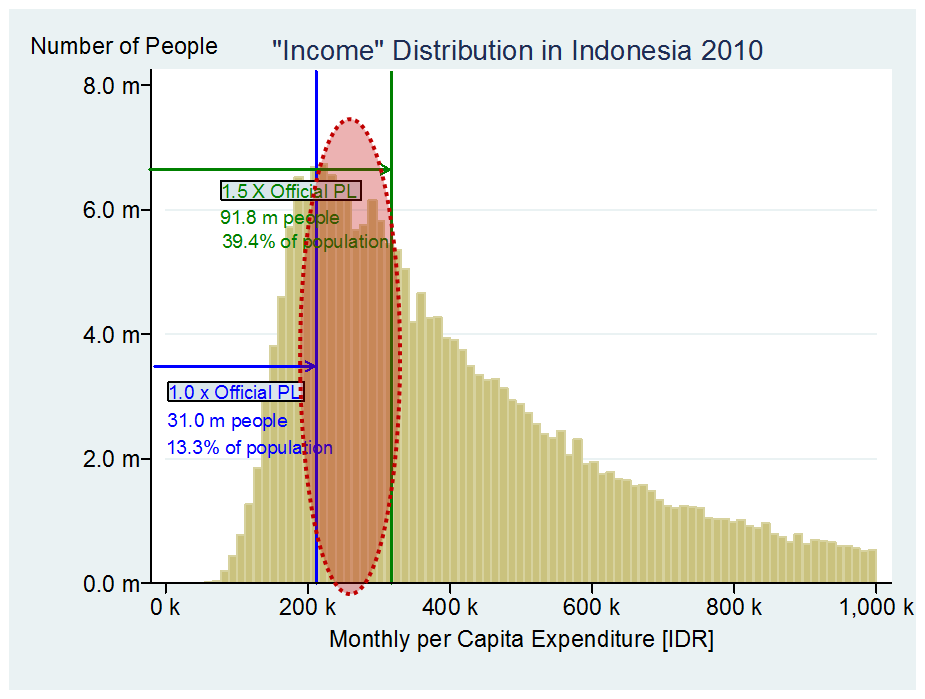 Number of People
"Income" Distribution in Indonesia 2010
8.0 m
1.5 X Official PL
6.0 m
91.8 m people
39.4% of population
4.0 m
1.0 x Official PL
31.0 m people
13.3% of population
2.0 m
0.0 m
0 k 200 k 400 k 600 k 800 k 1,000 k
Monthly per Capita Expenditure [IDR]